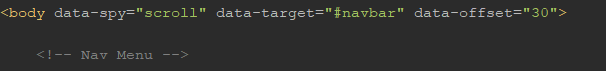 <body data-spy="scroll" data-target="#navbar" data-offset="30">
<!-- Nav Menu -->